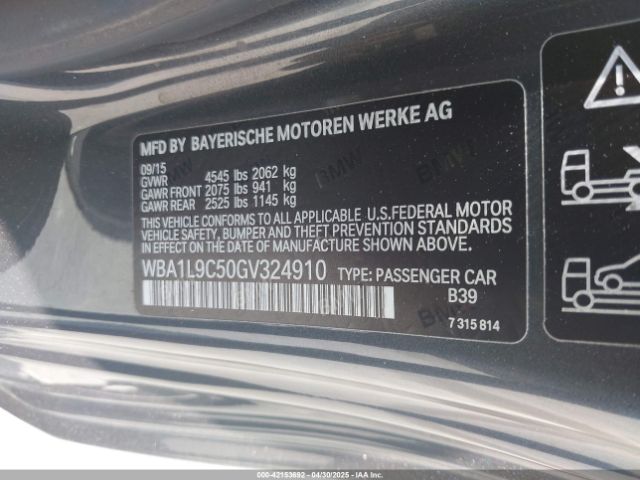 MFD BY BAYERISCHE MOTOREN WERKE AG
09/15
GVWR 4545 lbs 2062 kg
GAWR FRONT 2075 lbs 941 kg
GAWR REAR 2525 lbs 1145 kg
THIS VEHICLE CONFORMS TO ALL APPLICABLE U.S.FEDERAL MOTOR
VEHICLE SAFETY, BUMPER AND THEFT PREVENTION STANDARDS
IN EFFECT ON THE DATE OF MANUFACTURE SHOWN ABOVE.
WBA1L9C50GV324910 TYPE: PASSENGER CAR
B39
7 315 814
000-42153692 - 04/30/2025 - IAAI.COM